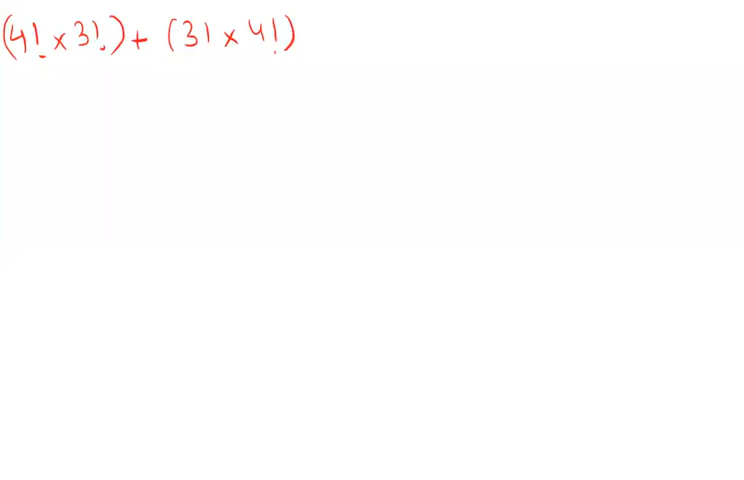 (4! × 3!) + (3! × 4!)